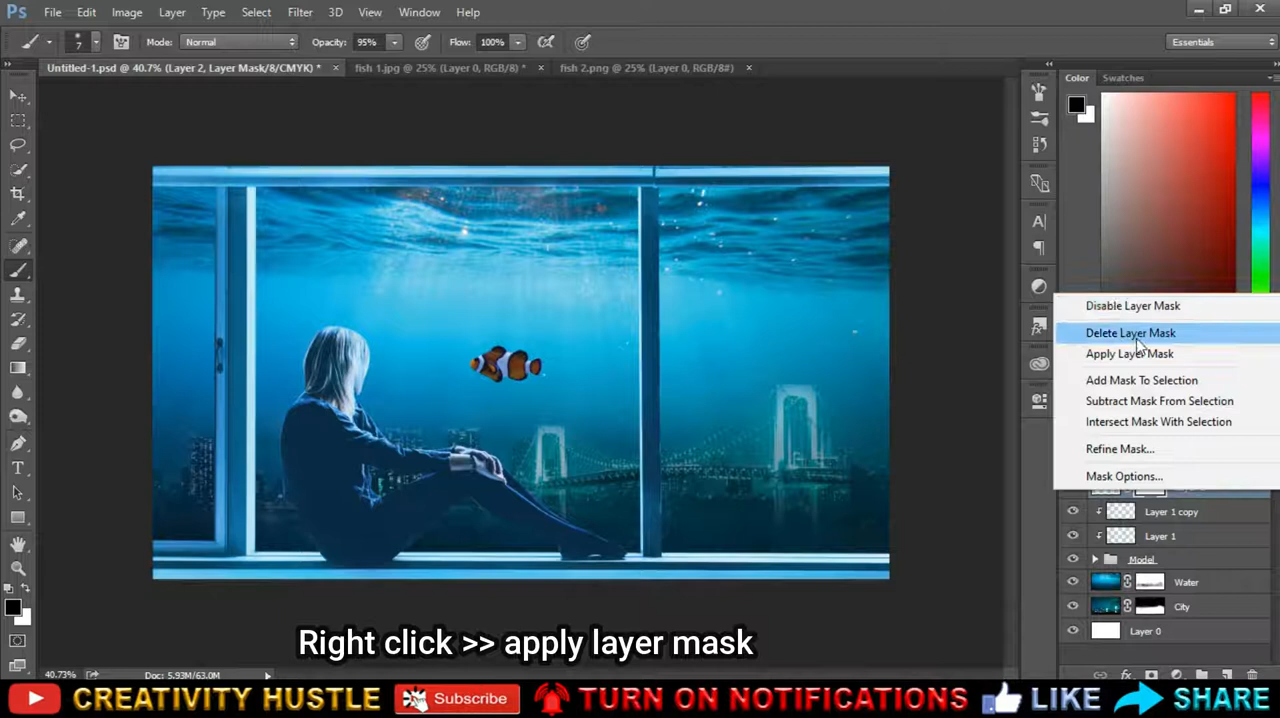 Ps File Edit Image Layer Type Select Filter 3D View Window Help
7 Mode: Normal Opacity: 95% Flow: 100% Essentials
Untitled-1.psd @ 40.7% (Layer 2, Layer Mask/8/CMYK) * × fish 1.jpg @ 25% (Layer 0, RGB/8) * × fish 2.png @ 25% (Layer 0, RGB/8#) ×
Color Swatches
Disable Layer Mask
Delete Layer Mask
Apply Layer Mask
Add Mask To Selection
Subtract Mask From Selection
Intersect Mask With Selection
Refine Mask...
Mask Options...
Layer 1 copy
Layer 1
Model
Water
City
Layer 0
Right click >> apply layer mask
40.73% Doc: 5.93M/63.0M
CREATIVITY HUSTLE Subscribe TURN ON NOTIFICATIONS LIKE SHARE